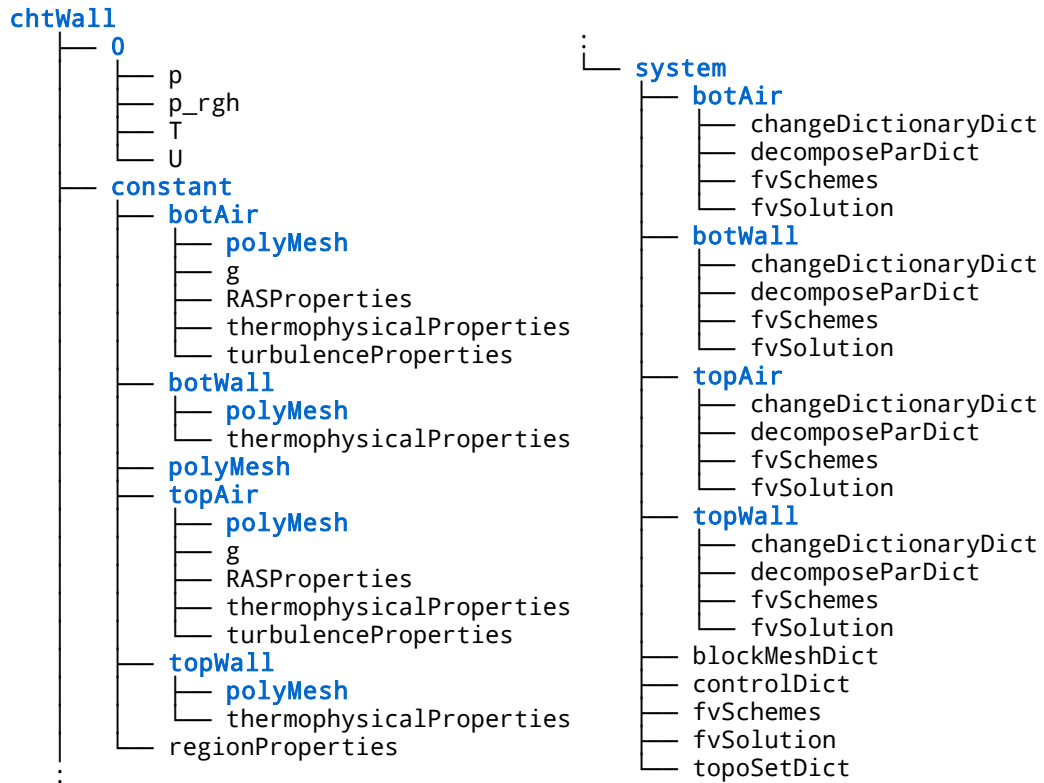 chtWall
0
p
p_rgh
T
U
constant
botAir
polyMesh
g
RASProperties
thermophysicalProperties
turbulenceProperties
botWall
polyMesh
thermophysicalProperties
polyMesh
topAir
polyMesh
g
RASProperties
thermophysicalProperties
turbulenceProperties
topWall
polyMesh
thermophysicalProperties
regionProperties
system
botAir
changeDictionaryDict
decomposeParDict
fvSchemes
fvSolution
botWall
changeDictionaryDict
decomposeParDict
fvSchemes
fvSolution
topAir
changeDictionaryDict
decomposeParDict
fvSchemes
fvSolution
topWall
changeDictionaryDict
decomposeParDict
fvSchemes
fvSolution
blockMeshDict
controlDict
fvSchemes
fvSolution
topoSetDict